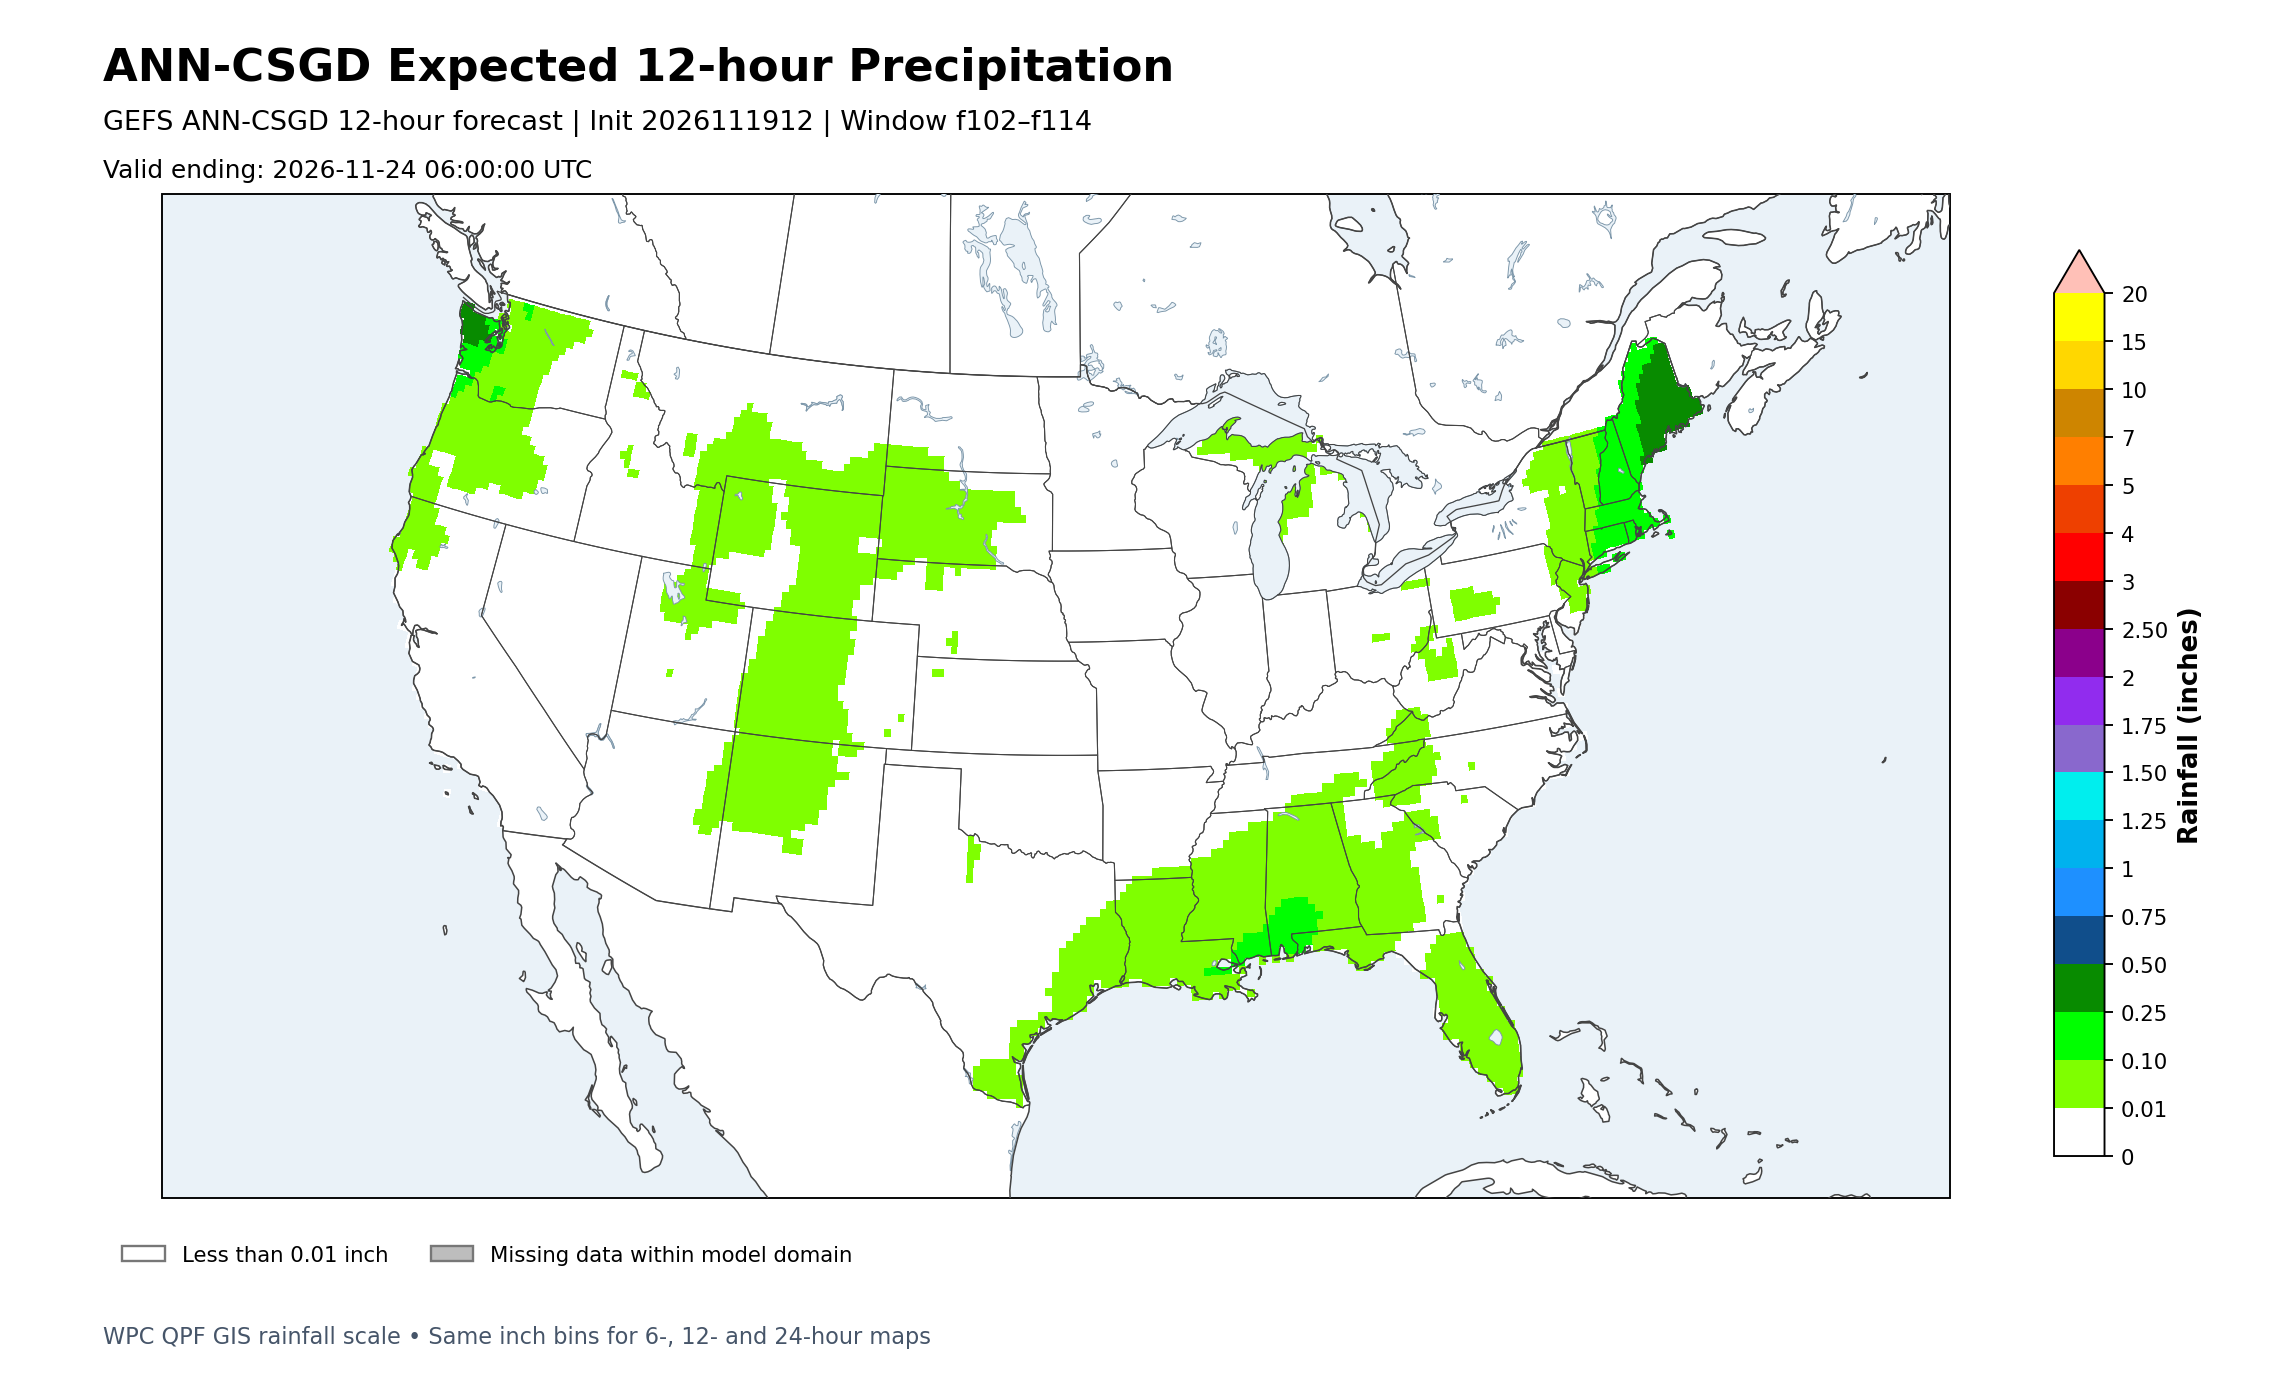 ANN-CSGD Expected 12-hour Precipitation
GEFS ANN-CSGD 12-hour forecast | Init 2026111912 | Window f102–f114
Valid ending: 2026-11-24 06:00:00 UTC
20
15
10
7
5
4
3
2.50
2
1.75
1.50
1.25
1
0.75
0.50
0.25
0.10
0.01
0
Rainfall (inches)
Less than 0.01 inch
Missing data within model domain
WPC QPF GIS rainfall scale • Same inch bins for 6-, 12- and 24-hour maps